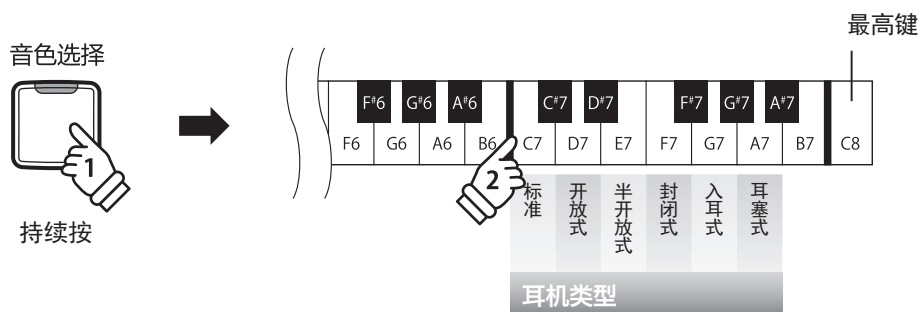 最高键
音色选择
F#6 G#6 A#6 C#7 D#7 F#7 G#7 A#7
F6 G6 A6 B6 C7 D7 E7 F7 G7 A7 B7 C8
1
2
持续按
标准
开放式
半开放式
封闭式
入耳式
耳塞式
耳机类型